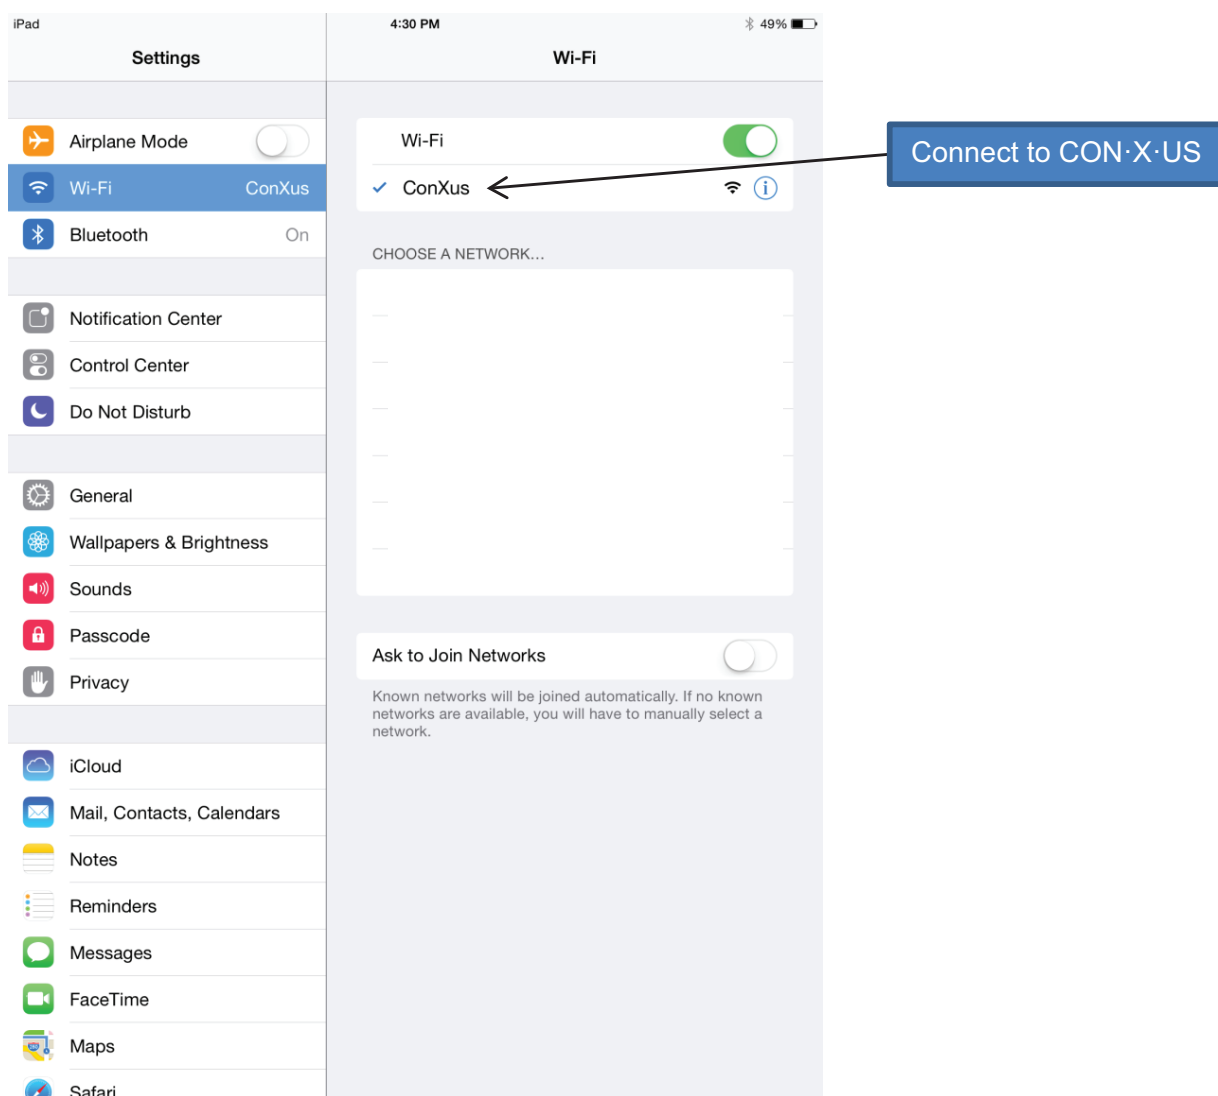 iPad
4:30 PM
49%
Settings
Wi-Fi
Airplane Mode
Wi-Fi ConXus
Bluetooth On
Notification Center
Control Center
Do Not Disturb
General
Wallpapers & Brightness
Sounds
Passcode
Privacy
iCloud
Mail, Contacts, Calendars
Notes
Reminders
Messages
FaceTime
Maps
Safari
Wi-Fi
ConXus
CHOOSE A NETWORK...
Ask to Join Networks
Known networks will be joined automatically. If no known
networks are available, you will have to manually select a
network.
Connect to CON·X·US